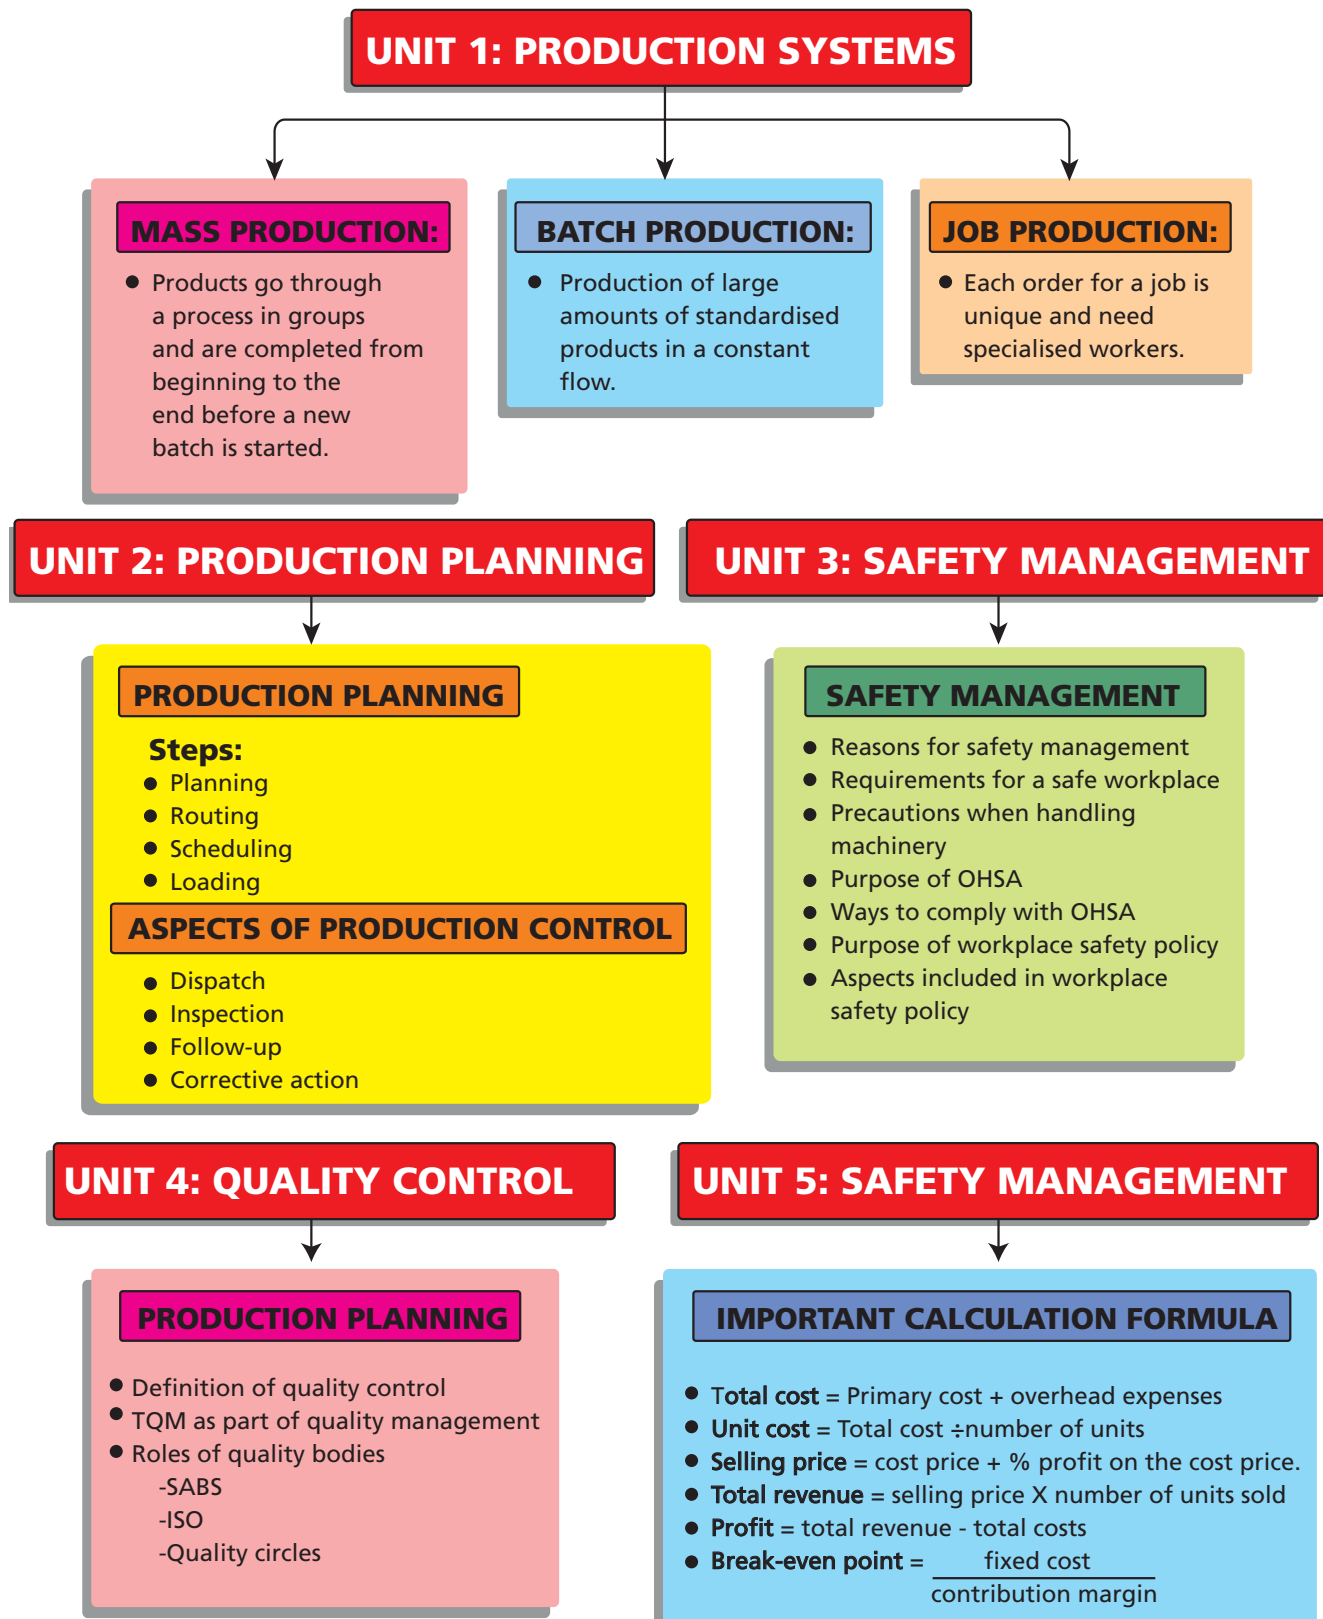 UNIT 1: PRODUCTION SYSTEMS
MASS PRODUCTION:
• Products go through
a process in groups
and are completed from
beginning to the
end before a new
batch is started.
BATCH PRODUCTION:
• Production of large
amounts of standardised
products in a constant
flow.
JOB PRODUCTION:
• Each order for a job is
unique and need
specialised workers.
UNIT 2: PRODUCTION PLANNING
PRODUCTION PLANNING
Steps:
• Planning
• Routing
• Scheduling
• Loading
ASPECTS OF PRODUCTION CONTROL
• Dispatch
• Inspection
• Follow-up
• Corrective action
UNIT 3: SAFETY MANAGEMENT
SAFETY MANAGEMENT
• Reasons for safety management
• Requirements for a safe workplace
• Precautions when handling
machinery
• Purpose of OHSA
• Ways to comply with OHSA
• Purpose of workplace safety policy
• Aspects included in workplace
safety policy
UNIT 4: QUALITY CONTROL
PRODUCTION PLANNING
• Definition of quality control
• TQM as part of quality management
• Roles of quality bodies
-SABS
-ISO
-Quality circles
UNIT 5: SAFETY MANAGEMENT
IMPORTANT CALCULATION FORMULA
• Total cost = Primary cost + overhead expenses
• Unit cost = Total cost ÷number of units
• Selling price = cost price + % profit on the cost price.
• Total revenue = selling price X number of units sold
• Profit = total revenue - total costs
• Break-even point = fixed cost
contribution margin